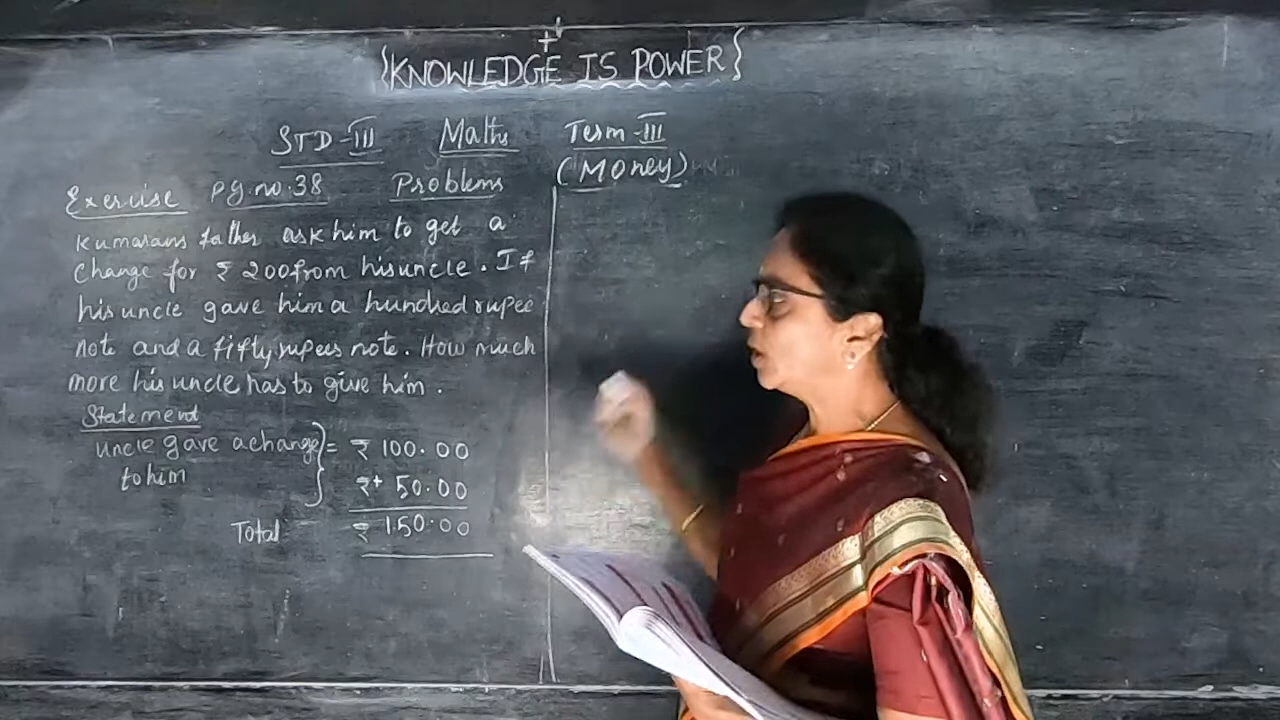 {KNOWLEDGE IS POWER}
STD-III Maths Term-III
(Money)
Exercise Pg.no.38 Problems
Kumarans father ask him to get a
change for ₹ 200 from his uncle. If
his uncle gave him a hundred rupee
note and a fifty rupees note. How much
more his uncle has to give him.
Statement
uncle gave a change } = ₹ 100.00
to him ₹+ 50.00
Total ₹ 150.00